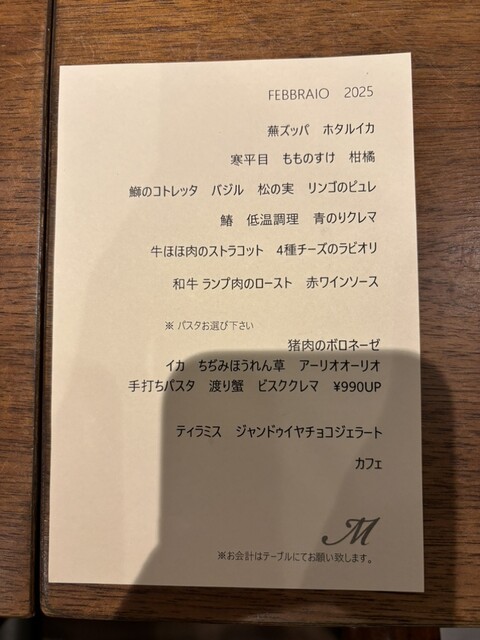 FEBBRAIO 2025
蕪ズッパ ホタルイカ
寒平目 もものすけ 柑橘
鰤のコトレッタ バジル 松の実 リンゴのピュレ
鰆 低温調理 青のりクレマ
牛ほほ肉のストラコット 4種チーズのラビオリ
和牛 ランプ肉のロースト 赤ワインソース
※ パスタお選び下さい
猪肉のボロネーゼ
イカ ちぢみほうれん草 アーリオオーリオ
手打ちパスタ 渡り蟹 ビスククレマ ¥990UP
ティラミス ジャンドゥイヤチョコジェラート
カフェ
M
※お会計はテーブルにてお願い致します。